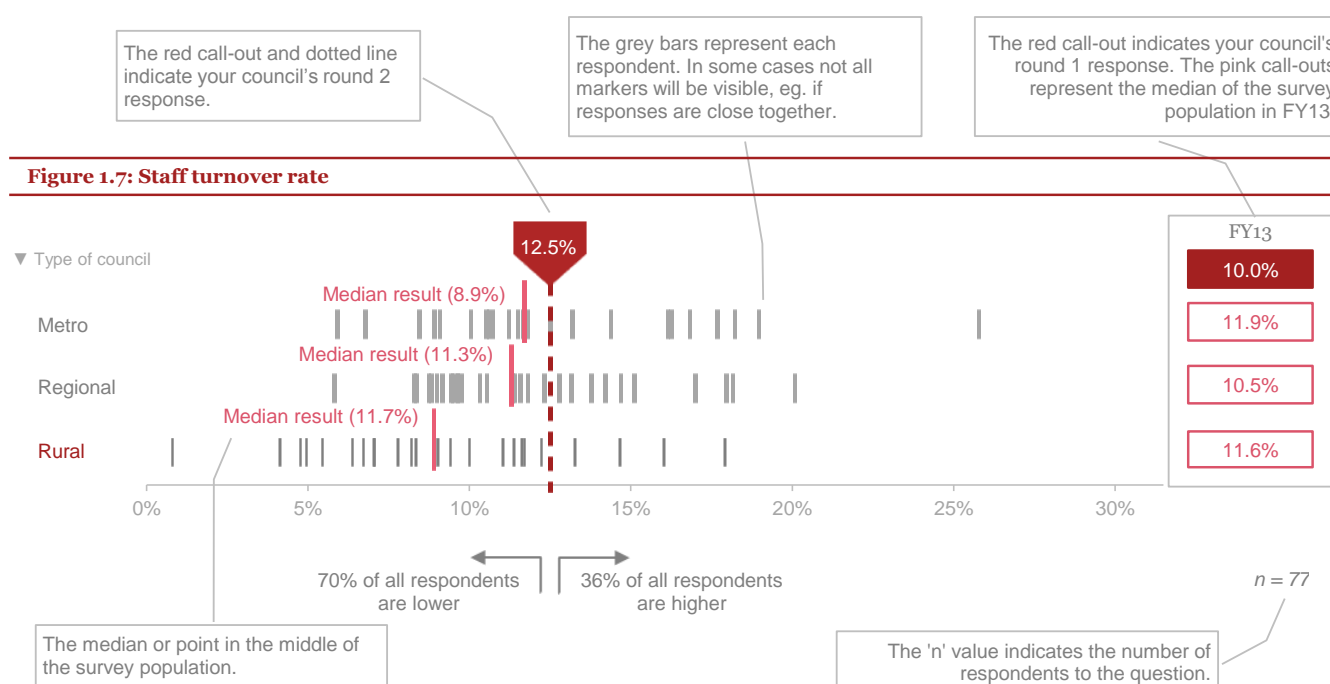 The red call-out and dotted line
indicate your council's round 2
response.
The grey bars represent each
respondent. In some cases not all
markers will be visible, eg. if
responses are close together.
The red call-out indicates your council's
round 1 response. The pink call-outs
represent the median of the survey
population in FY13
Figure 1.7: Staff turnover rate
▼ Type of council
12.5%
FY13
10.0%
Median result (8.9%)
Metro
11.9%
Median result (11.3%)
Regional
10.5%
Median result (11.7%)
Rural
11.6%
0% 5% 10% 15% 20% 25% 30%
70% of all respondents
are lower
36% of all respondents
are higher
n = 77
The median or point in the middle of
the survey population.
The 'n' value indicates the number of
respondents to the question.